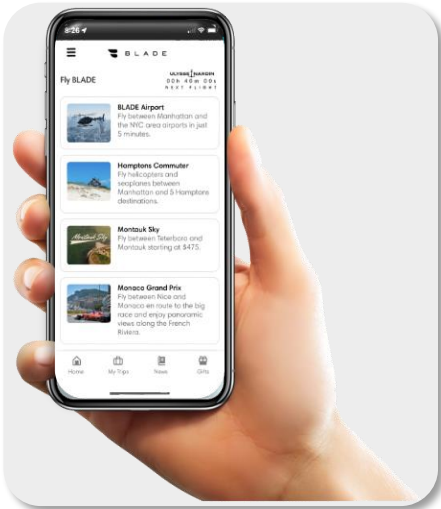 8:26
BLADE
Fly BLADE
ULYSSE NARDIN
00h 40m 00s
NEXT FLIGHT
BLADE Airport
Fly between Manhattan and
the NYC area airports in just
5 minutes.
Hamptons Commuter
Fly helicopters and
seaplanes between
Manhattan and 5 Hamptons
destinations.
Montauk Sky
Montauk Sky
Fly between Teterboro and
Montauk starting at $475.
Monaco Grand Prix
Fly between Nice and
Monaco en route to the big
race and enjoy panoramic
views along the French
Riviera.
Home
My Trips
News
Gifts